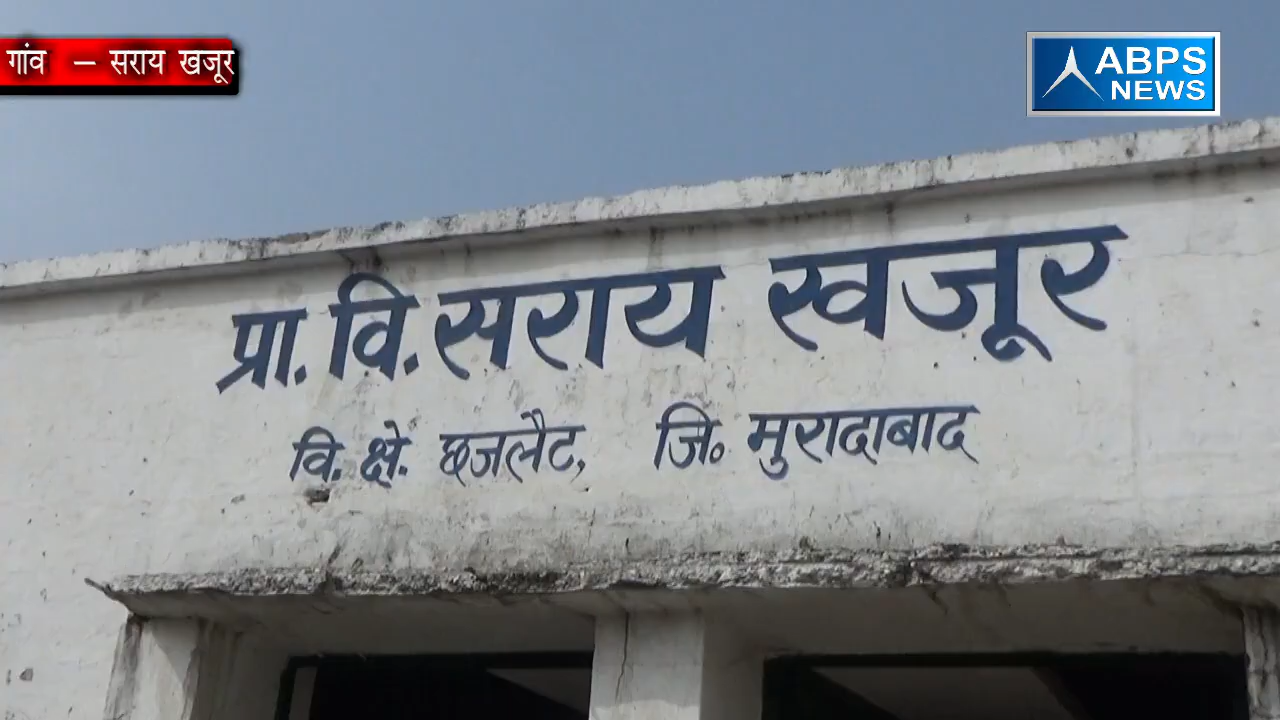 गांव – सराय खजूर
ABPS
NEWS
प्रा. वि. सराय खजूर
वि. क्षे. छजलैट, जि॰ मुरादाबाद